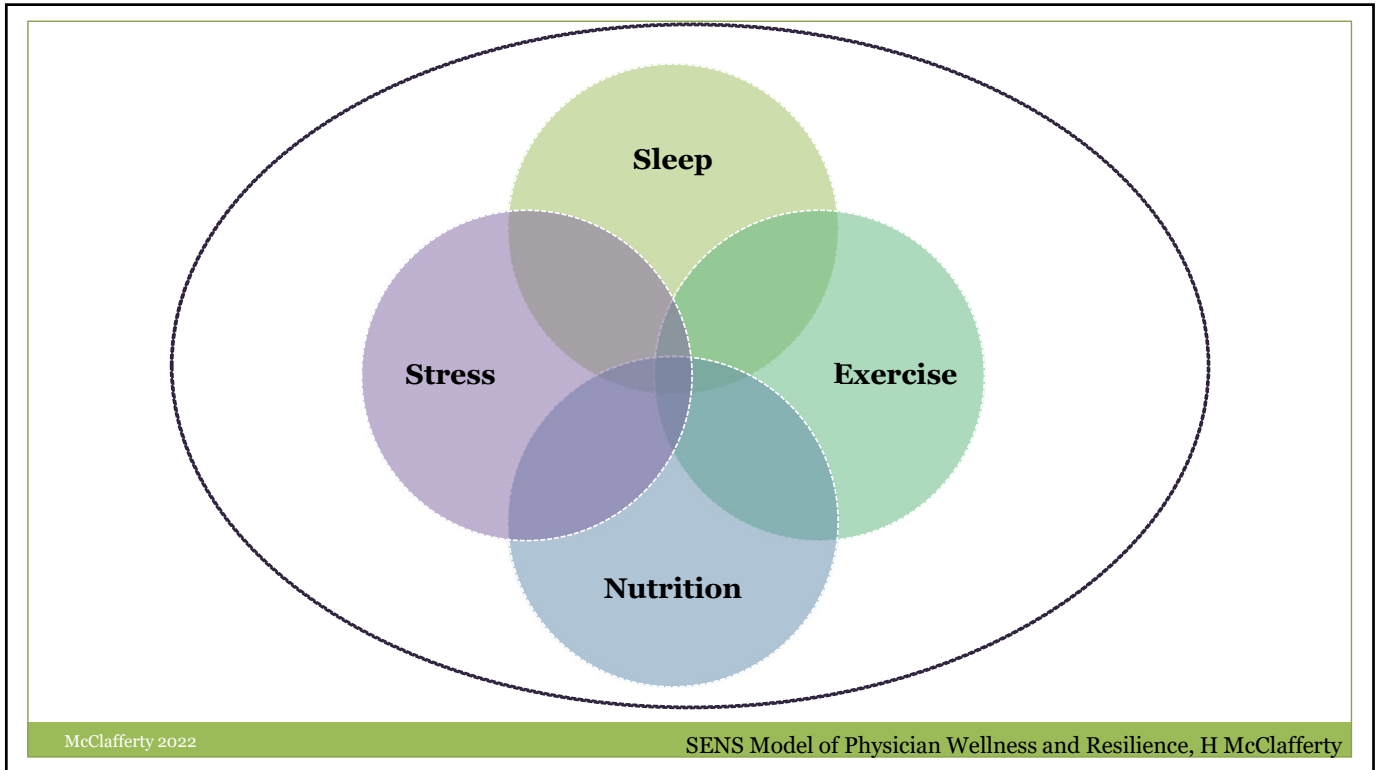 Sleep
Stress
Exercise
Nutrition
McClafferty 2022
SENS Model of Physician Wellness and Resilience, H McClafferty